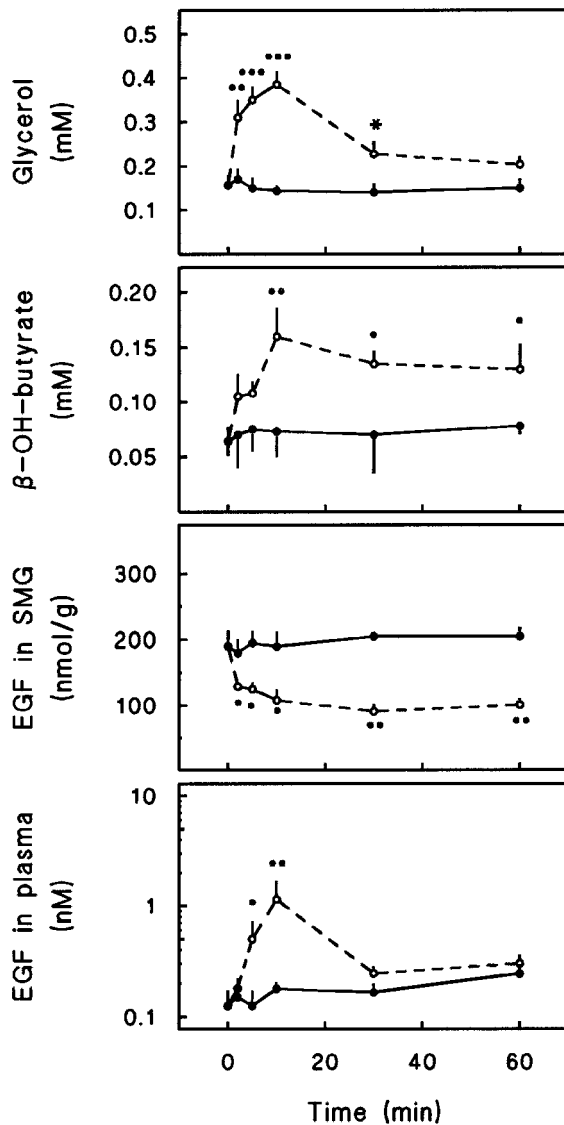 Glycerol
(mM)
0.5
0.4
0.3
0.2
0.1
*
β-OH-butyrate
(mM)
0.20
0.15
0.10
0.05
EGF in SMG
(nmol/g)
300
200
100
EGF in plasma
(nM)
10
1
0.1
0 20 40 60
Time (min)